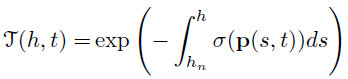 𝒯(h, t) = exp ( − ∫_{h_n}^{h} σ(𝐩(s, t))ds )